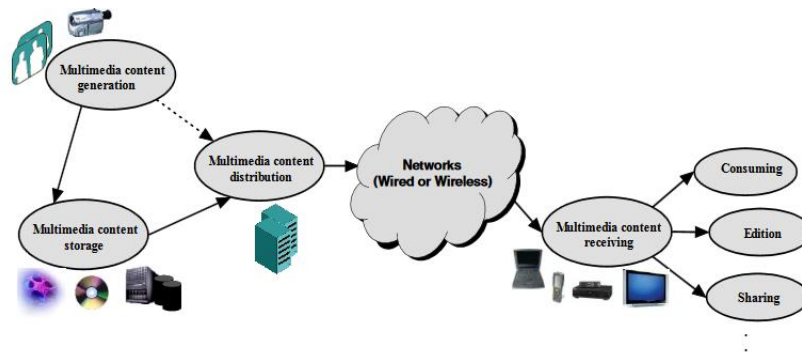 Multimedia content
generation
Multimedia content
distribution
Multimedia content
storage
Networks
(Wired or Wireless)
Multimedia content
receiving
Consuming
Edition
Sharing